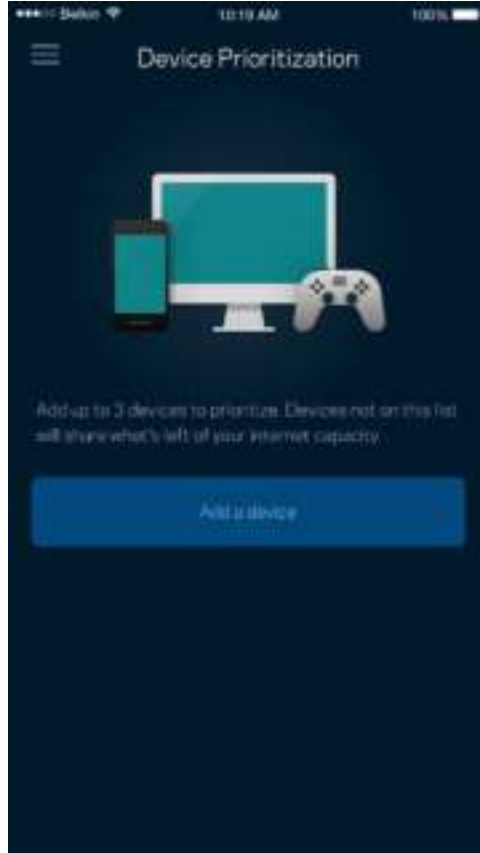 Belkin 10:19 AM 100%
Device Prioritization
Add up to 3 devices to prioritize. Devices not on this list
will share what's left of your internet capacity.
Add a device